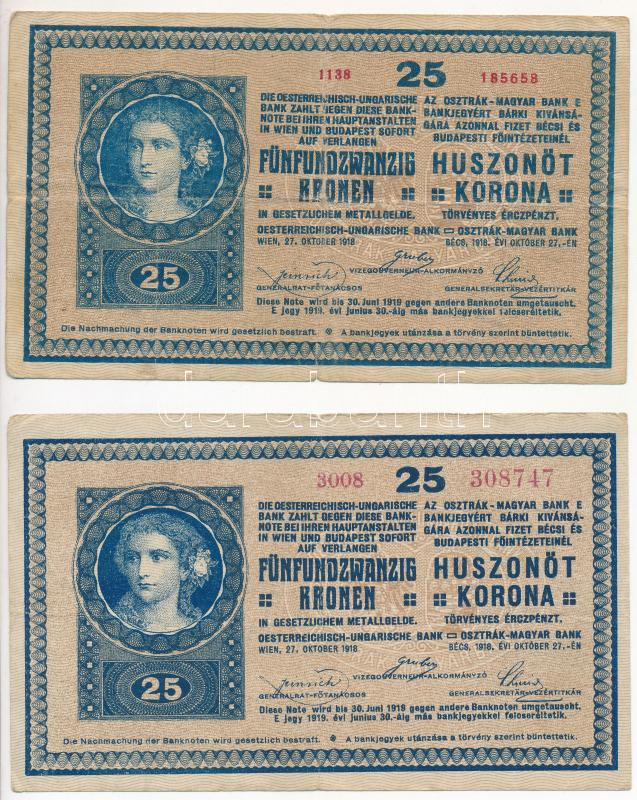 1138 25 185658
DIE OESTERREICHISCH-UNGARISCHE
BANK ZAHLT GEGEN DIESE BANK-
NOTE BEI IHREN HAUPTANSTALTEN
IN WIEN UND BUDAPEST SOFORT
AUF VERLANGEN
FÜNFUNDZWANZIG
KRONEN
IN GESETZLICHEM METALLGELDE.
AZ OSZTRÁK-MAGYAR BANK E
BANKJEGYÉRT BÁRKI KIVÁNSÁ-
GÁRA AZONNAL FIZET BÉCSI ÉS
BUDAPESTI FŐINTÉZETEINÉL
HUSZONÖT
KORONA
TÖRVÉNYES ÉRCZPÉNZT.
OESTERREICHISCH-UNGARISCHE BANK OSZTRÁK-MAGYAR BANK
WIEN, 27. OKTOBER 1918 BÉCS, 1918. ÉVI OKTOBER 27.-ÉN
VIZEGOUVERNEUR-ALKORMÁNYZÓ
GENERALRAT-FŐTANÁCSOS GENERALSEKRETÄR-VEZÉRTITKÁR
25
Diese Note wird bis 30. Juni 1919 gegen andere Banknoten umgetauscht.
E jegy 1919. évi junius 30.-áig más bankjegyekkel felcseréltetik.
Die Nachmachung der Banknoten wird gesetzlich bestraft. A bankjegyek utánzása a törvény szerint büntettetik.
darabanth
3008 25 308747
DIE OESTERREICHISCH-UNGARISCHE
BANK ZAHLT GEGEN DIESE BANK-
NOTE BEI IHREN HAUPTANSTALTEN
IN WIEN UND BUDAPEST SOFORT
AUF VERLANGEN
FÜNFUNDZWANZIG
KRONEN
IN GESETZLICHEM METALLGELDE.
AZ OSZTRÁK-MAGYAR BANK E
BANKJEGYÉRT BÁRKI KIVÁNSÁ-
GÁRA AZONNAL FIZET BÉCSI ÉS
BUDAPESTI FŐINTÉZETEINÉL
HUSZONÖT
KORONA
TÖRVÉNYES ÉRCZPÉNZT.
OESTERREICHISCH-UNGARISCHE BANK OSZTRÁK-MAGYAR BANK
WIEN, 27. OKTOBER 1918 BÉCS, 1918. ÉVI OKTOBER 27.-ÉN
VIZEGOUVERNEUR-ALKORMÁNYZÓ
GENERALRAT-FŐTANÁCSOS GENERALSEKRETÄR-VEZÉRTITKÁR
25
Diese Note wird bis 30. Juni 1919 gegen andere Banknoten umgetauscht.
E jegy 1919. évi junius 30.-áig más bankjegyekkel felcseréltetik.
Die Nachmachung der Banknoten wird gesetzlich bestraft. A bankjegyek utánzása a törvény szerint büntettetik.